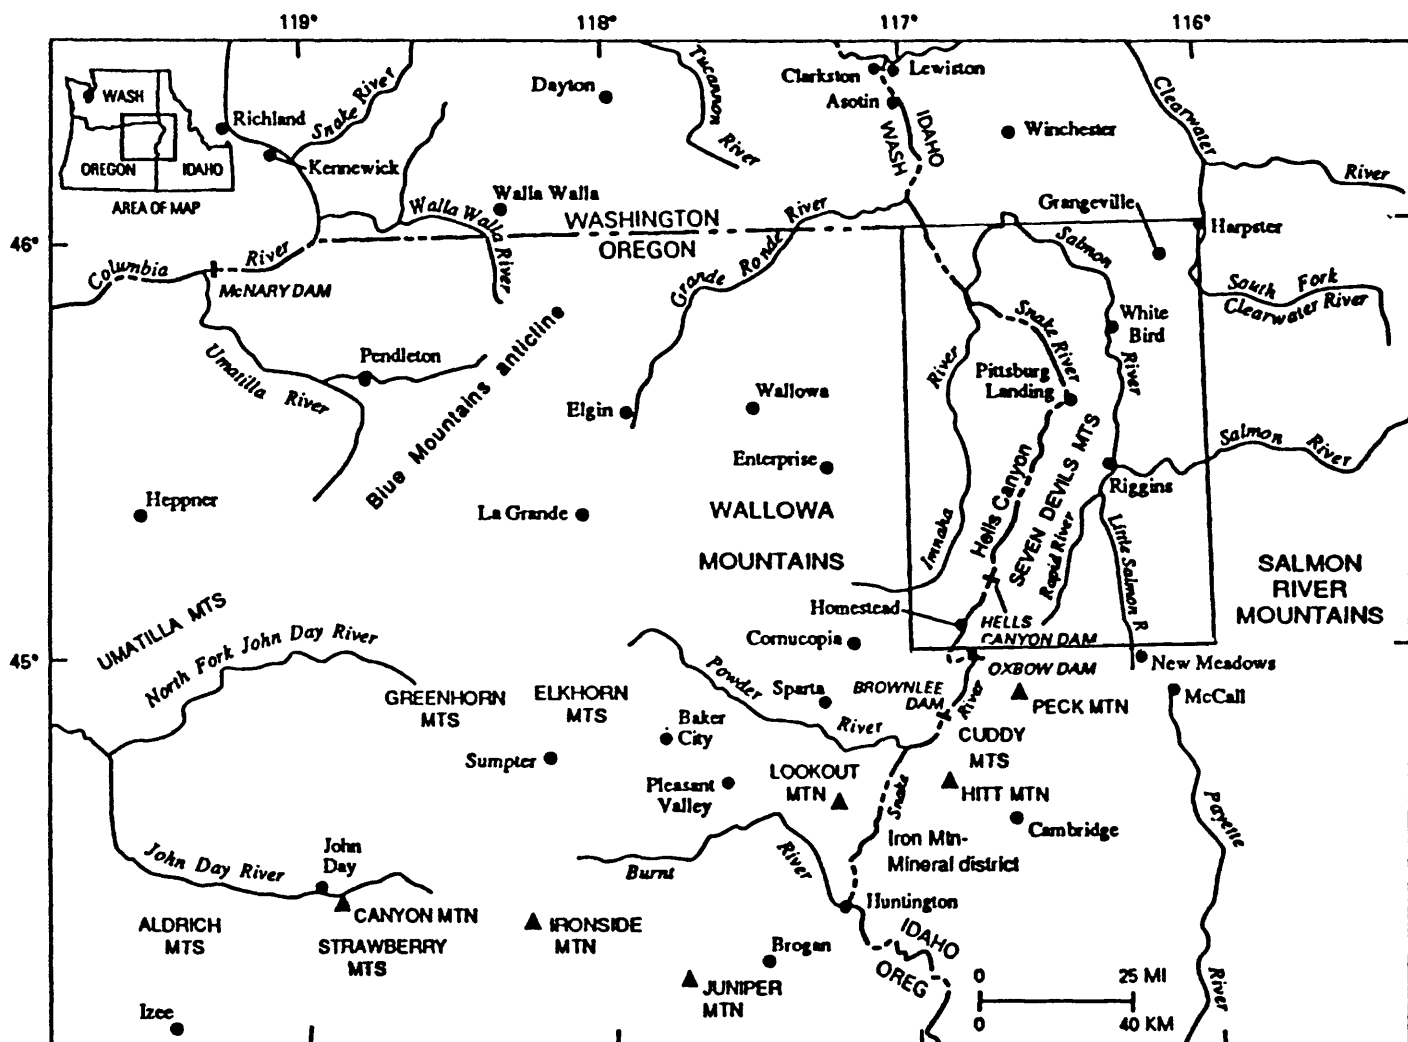 119°
118°
117°
116°
WASH
OREGON
IDAHO
AREA OF MAP
Richland
Snake River
Kennewick
Dayton
Tucannon
River
Clarkston
Lewiston
Asotin
IDAHO
WASH
Winchester
Clearwater
River
Walla Walla
Walla Walla
River
WASHINGTON
OREGON
Grande Ronde River
Grangeville
Harpster
46°
Columbia
River
McNARY DAM
Salmon
River
South Fork
Clearwater River
White
Bird
Snake River
Umatilla River
Pendleton
Blue Mountains anticline
Elgin
Wallowa
River
Imnaha
Pittsburg
Landing
Enterprise
Salmon River
Heppner
La Grande
WALLOWA
MOUNTAINS
Hells Canyon
SEVEN DEVILS MTS
Riggins
Rapid River
Little Salmon R
SALMON
RIVER
MOUNTAINS
UMATILLA MTS
North Fork John Day River
Homestead
HELLS
CANYON DAM
Cornucopia
45°
OXBOW DAM
New Meadows
GREENHORN
MTS
ELKHORN
MTS
Powder
River
Sparta
BROWNLEE
DAM
River
PECK MTN
McCall
Baker
City
CUDDY
MTS
Sumpter
Pleasant
Valley
LOOKOUT
MTN
Snake
HITT MTN
Cambridge
Payette
River
Iron Mtn-
Mineral district
John Day River
John
Day
Burnt
River
Huntington
CANYON MTN
ALDRICH
MTS
STRAWBERRY
MTS
IRONSIDE
MTN
IDAHO
OREG
Brogan
JUNIPER
MTN
Izee
0
25 MI
0
40 KM